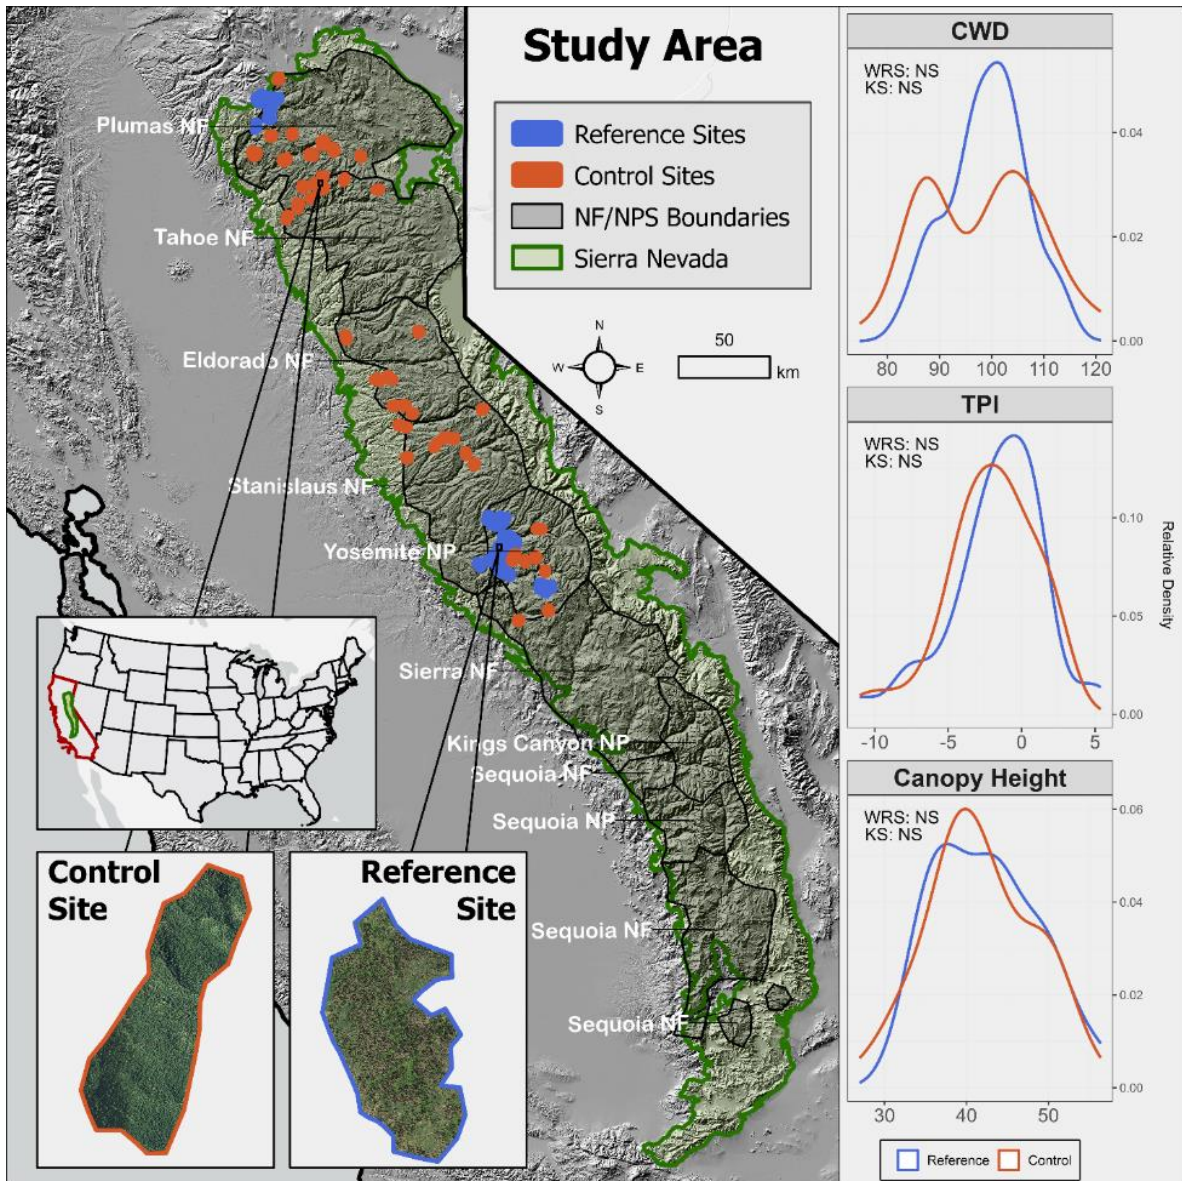 Study Area
Reference Sites
Control Sites
NF/NPS Boundaries
Sierra Nevada
N
W E
S
50
km
Plumas NF
Tahoe NF
Eldorado NP
Stanislaus NF
Yosemite NP
Sierra NF
Kings Canyon NP
Sequoia NF
Sequoia NP
Sequoia NF
Sequoia NF
Control
Site
Reference
Site
CWD
WRS: NS
KS: NS
0.04
0.02
0.00
80 90 100 110 120
TPI
WRS: NS
KS: NS
0.10
0.05
0.00
-10 -5 0 5
Relative Density
Canopy Height
WRS: NS
KS: NS
0.06
0.04
0.02
0.00
30 40 50
Reference Control